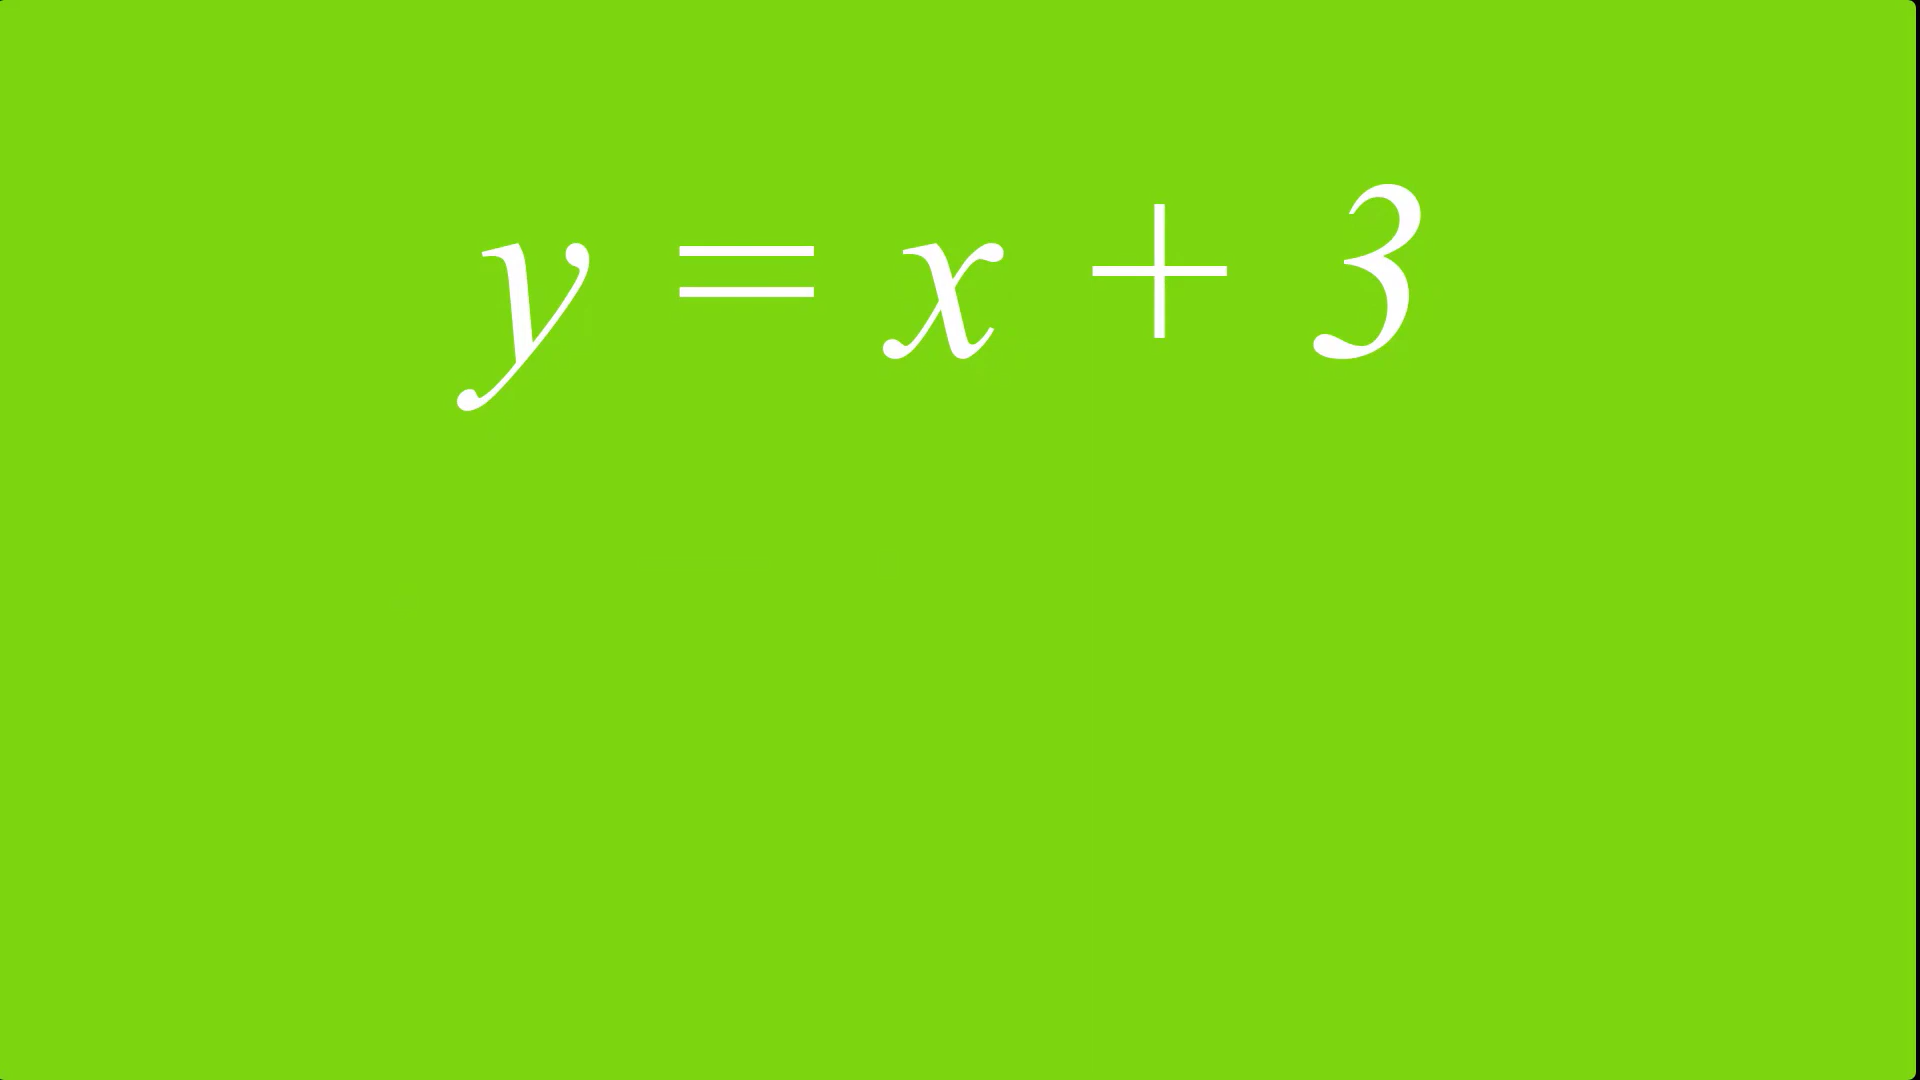 y = x + 3